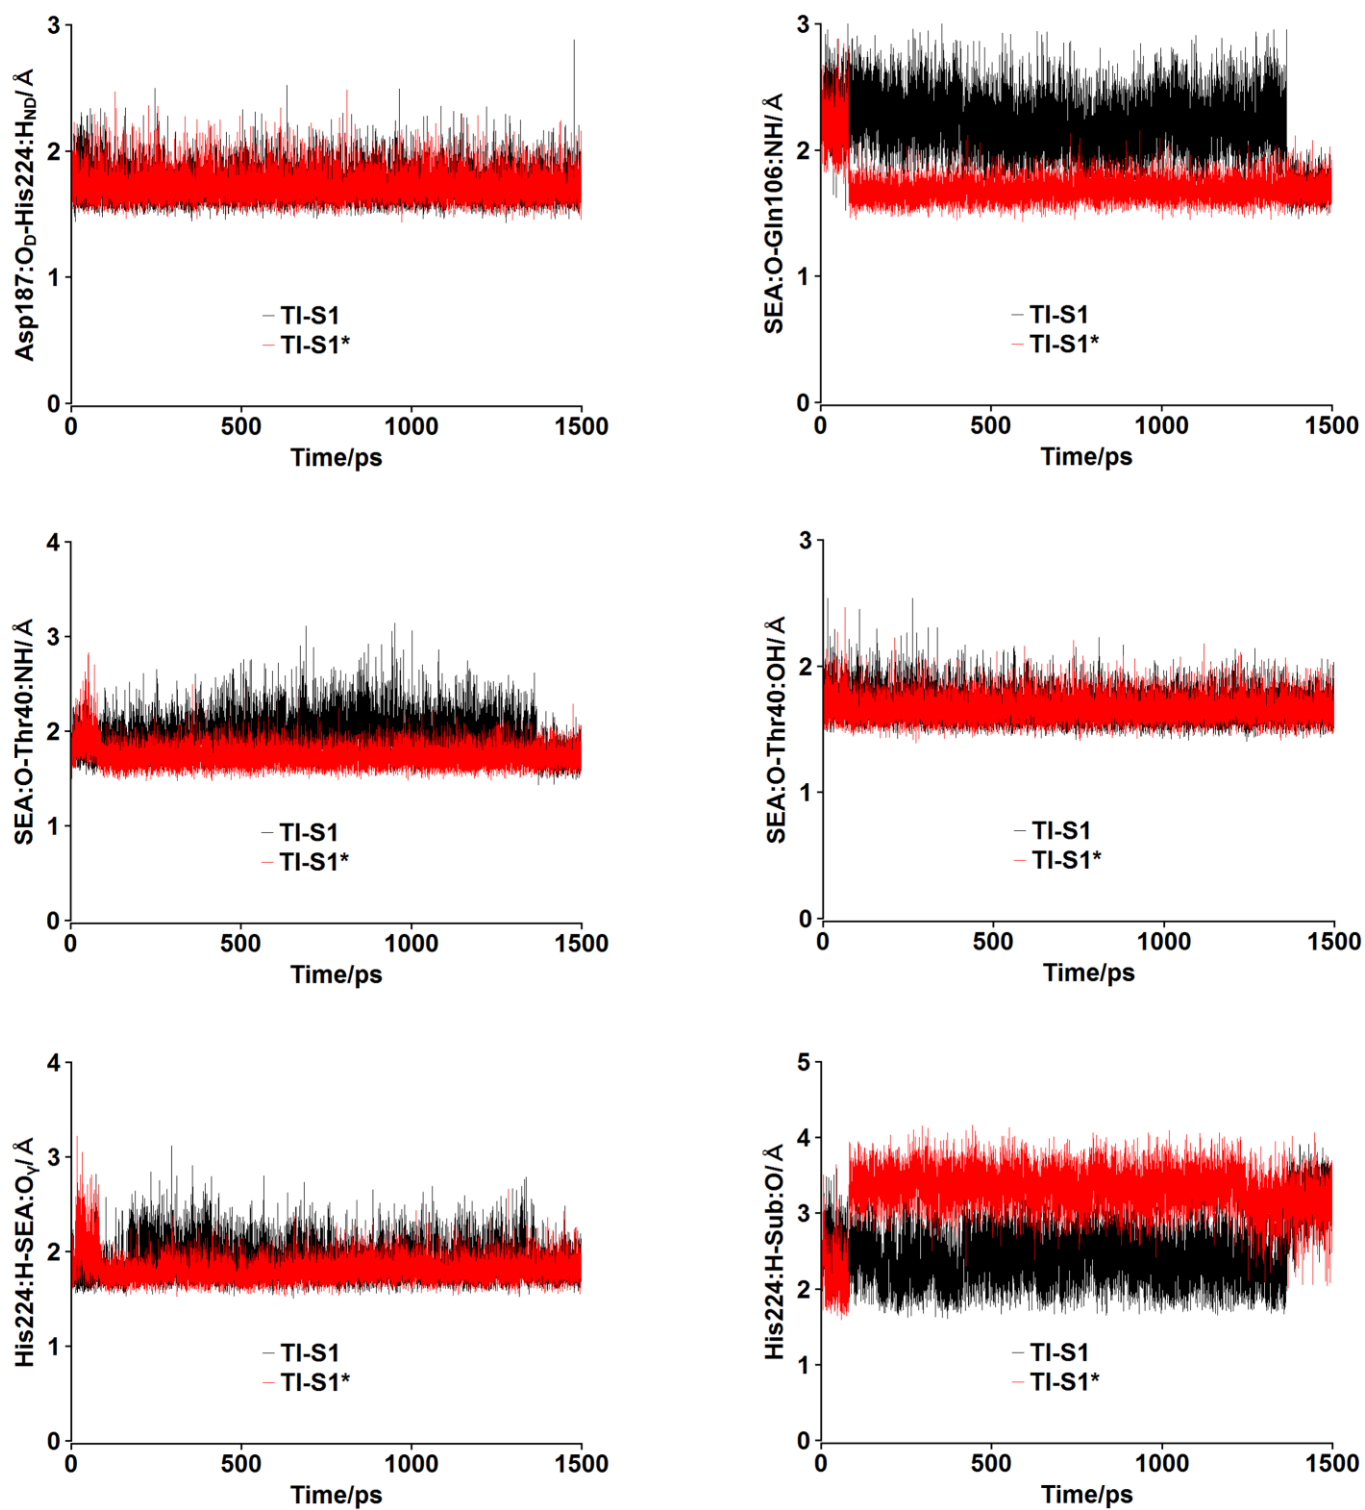 Asp187:O_D-His224:H_ND/Å
3
2
1
0
TI-S1
TI-S1*
0 500 1000 1500
Time/ps
SEA:O-Gln106:NH/Å
3
2
1
0
TI-S1
TI-S1*
0 500 1000 1500
Time/ps
SEA:O-Thr40:NH/Å
4
3
2
1
0
TI-S1
TI-S1*
0 500 1000 1500
Time/ps
SEA:O-Thr40:OH/Å
3
2
1
0
TI-S1
TI-S1*
0 500 1000 1500
Time/ps
His224:H-SEA:Oγ/Å
4
3
2
1
0
TI-S1
TI-S1*
0 500 1000 1500
Time/ps
His224:H-Sub:O/Å
5
4
3
2
1
0
TI-S1
TI-S1*
0 500 1000 1500
Time/ps